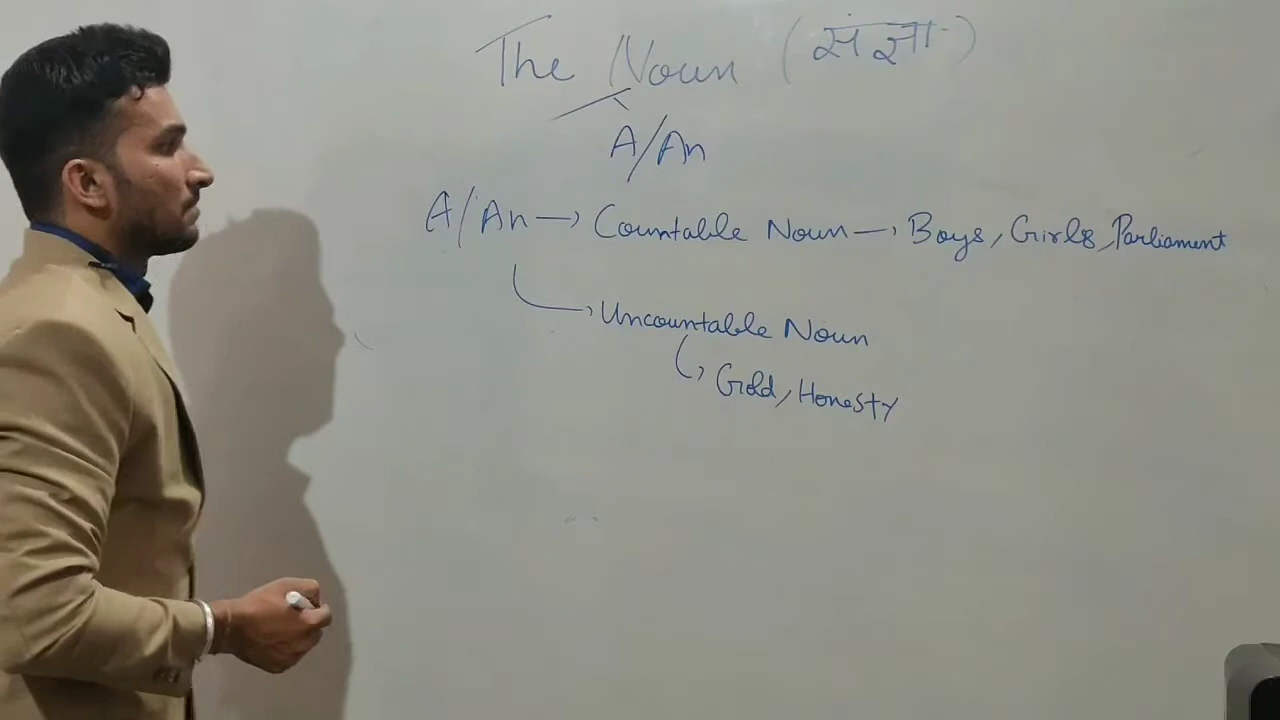 The Noun (संज्ञा)
A/An
A/An → Countable Noun → Boys, Girls, Parliament
Uncountable Noun
Gold, Honesty